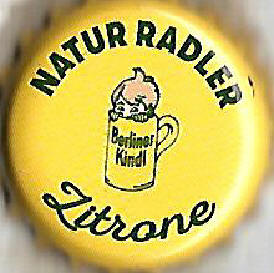 NATUR RADLER
Berliner
Kindl
Zitrone